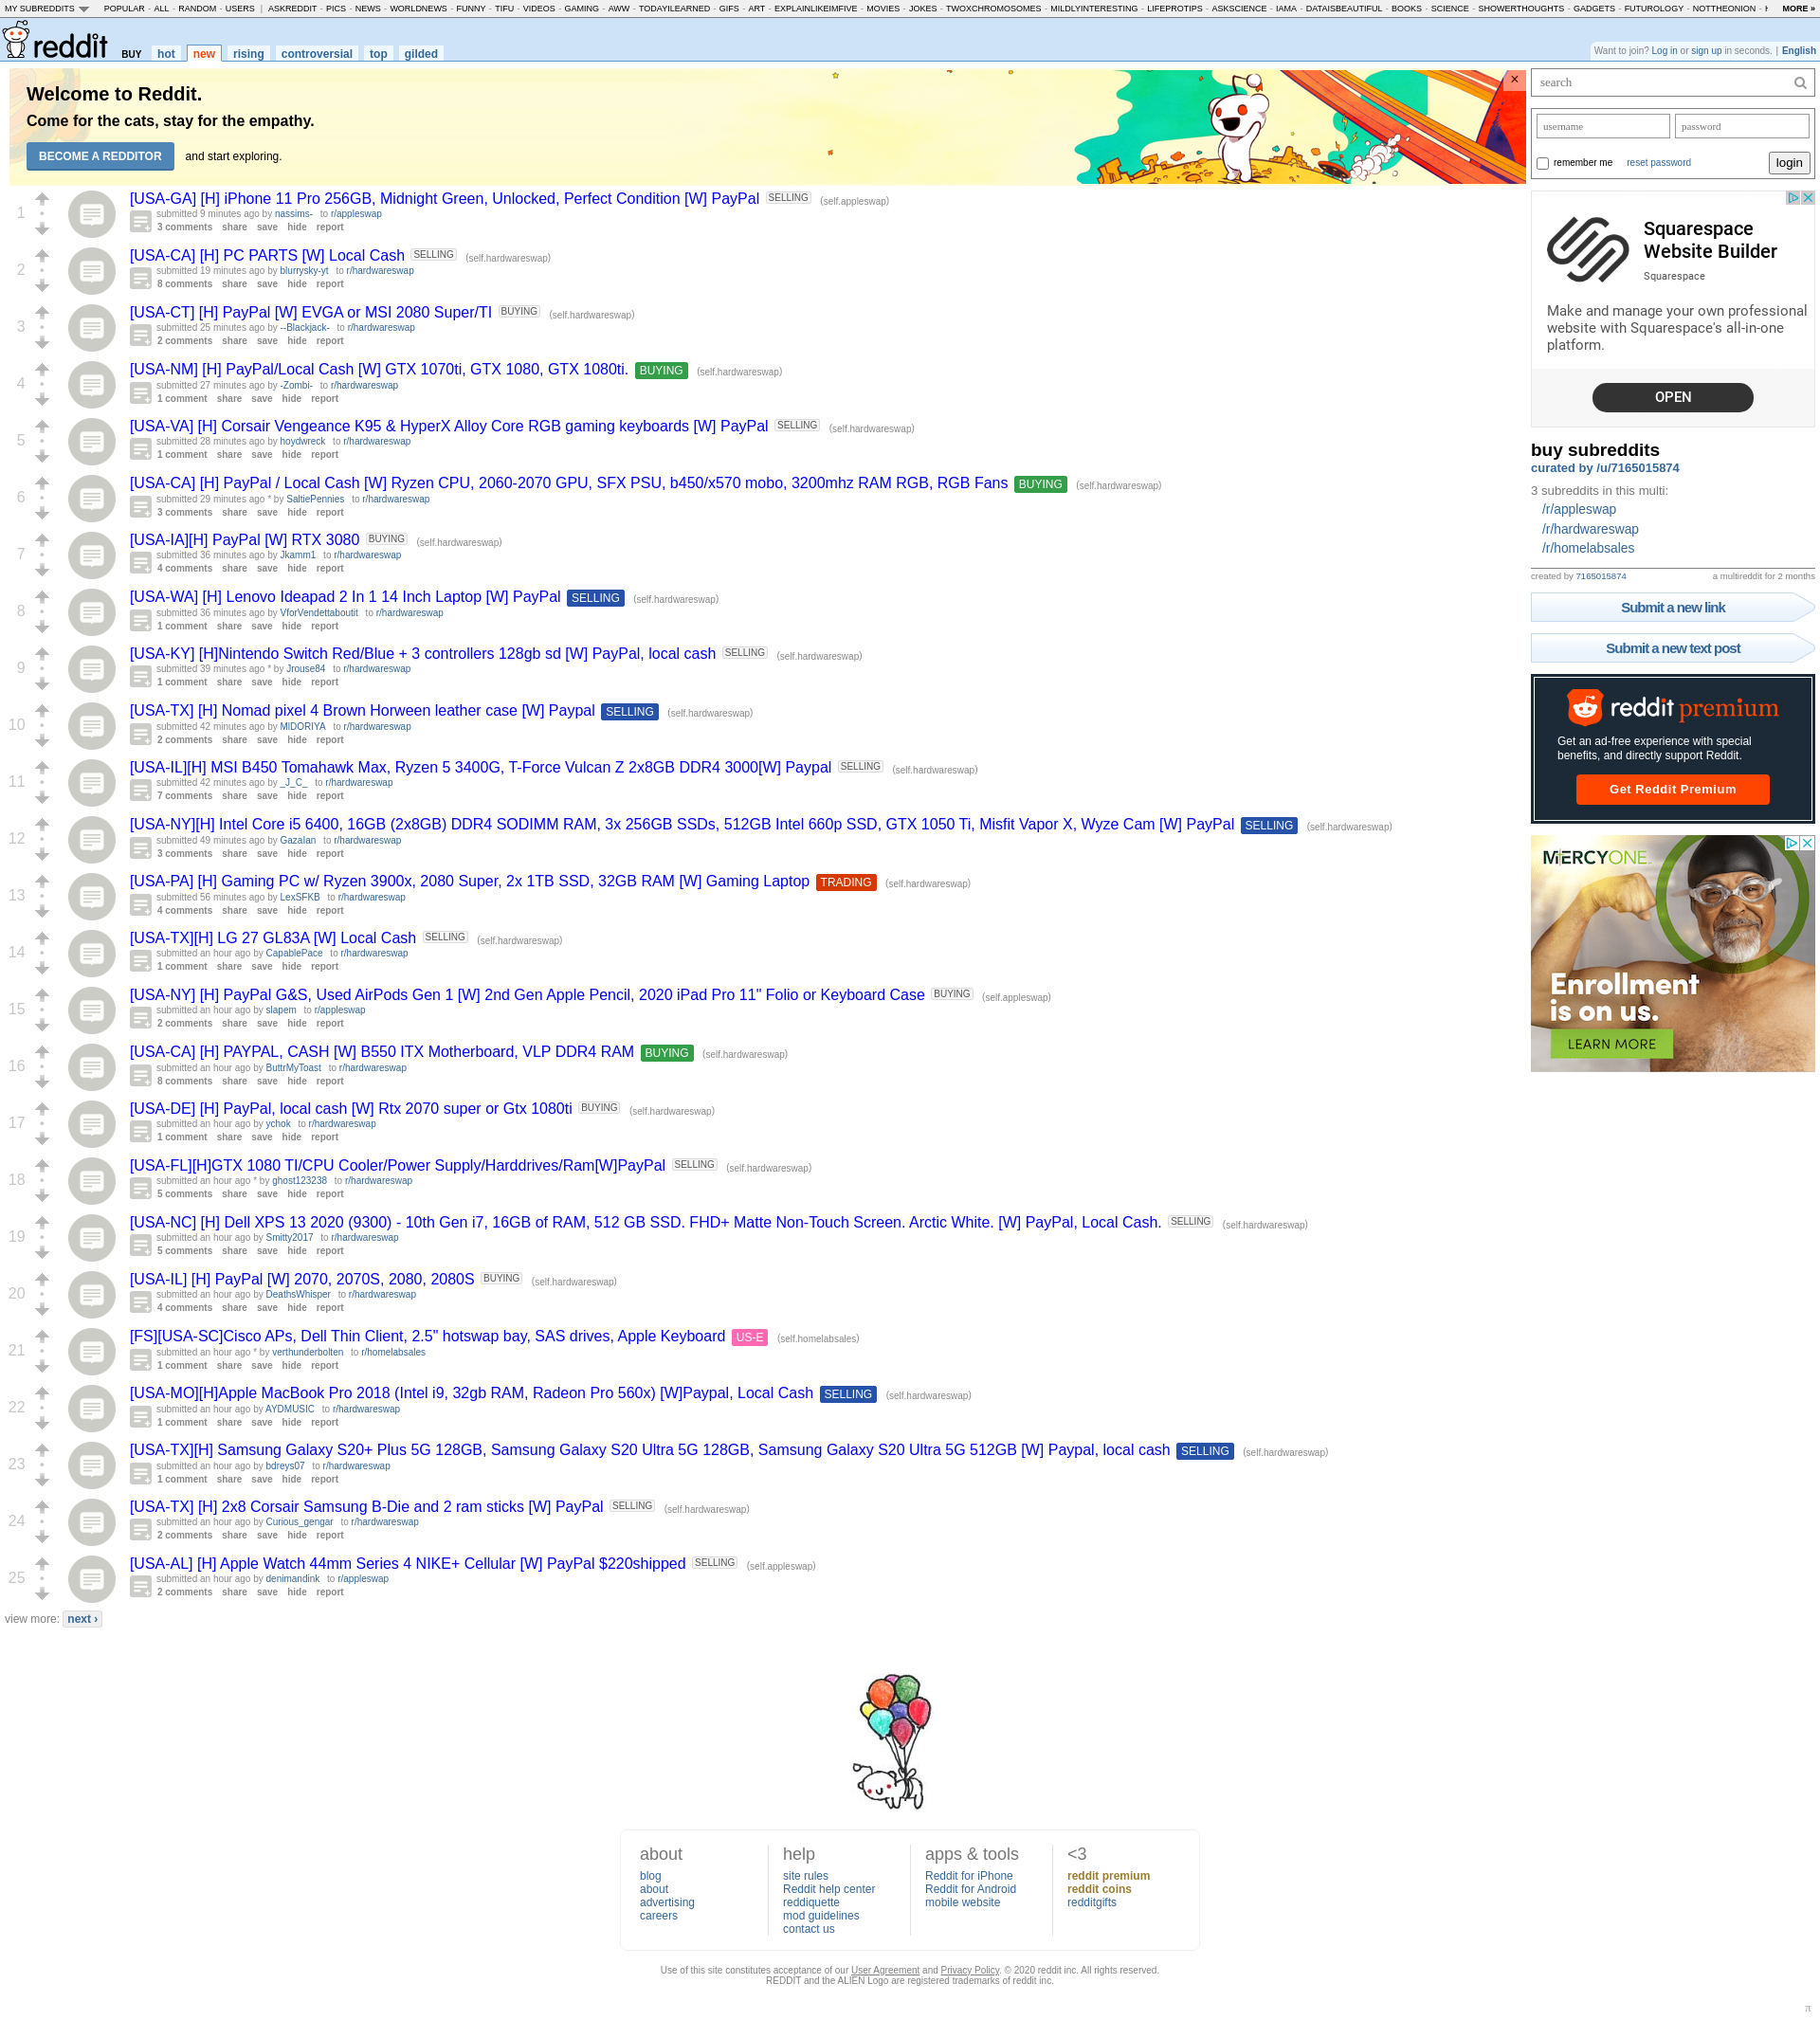 MY SUBREDDITS POPULAR - ALL - RANDOM - USERS | ASKREDDIT - PICS - NEWS - WORLDNEWS - FUNNY - TIFU - VIDEOS - GAMING - AWW - TODAYILEARNED - GIFS - ART - EXPLAINLIKEIMFIVE - MOVIES - JOKES - TWOXCHROMOSOMES - MILDLYINTERESTING - LIFEPROTIPS - ASKSCIENCE - IAMA - DATAISBEAUTIFUL - BOOKS - SCIENCE - SHOWERTHOUGHTS - GADGETS - FUTUROLOGY - NOTTHEONION - MORE »
reddit BUY hot new rising controversial top gilded
Want to join? Log in or sign up in seconds. | English
Welcome to Reddit.
Come for the cats, stay for the empathy.
BECOME A REDDITOR and start exploring.
×
1
[USA-GA] [H] iPhone 11 Pro 256GB, Midnight Green, Unlocked, Perfect Condition [W] PayPal SELLING (self.appleswap)
submitted 9 minutes ago by nassims- to r/appleswap
3 comments share save hide report
2
[USA-CA] [H] PC PARTS [W] Local Cash SELLING (self.hardwareswap)
submitted 19 minutes ago by blurrysky-yt to r/hardwareswap
8 comments share save hide report
3
[USA-CT] [H] PayPal [W] EVGA or MSI 2080 Super/TI BUYING (self.hardwareswap)
submitted 25 minutes ago by --Blackjack- to r/hardwareswap
2 comments share save hide report
4
[USA-NM] [H] PayPal/Local Cash [W] GTX 1070ti, GTX 1080, GTX 1080ti. BUYING (self.hardwareswap)
submitted 27 minutes ago by -Zombi- to r/hardwareswap
1 comment share save hide report
5
[USA-VA] [H] Corsair Vengeance K95 & HyperX Alloy Core RGB gaming keyboards [W] PayPal SELLING (self.hardwareswap)
submitted 28 minutes ago by hoydwreck to r/hardwareswap
1 comment share save hide report
6
[USA-CA] [H] PayPal / Local Cash [W] Ryzen CPU, 2060-2070 GPU, SFX PSU, b450/x570 mobo, 3200mhz RAM RGB, RGB Fans BUYING (self.hardwareswap)
submitted 29 minutes ago * by SaltiePennies to r/hardwareswap
3 comments share save hide report
7
[USA-IA][H] PayPal [W] RTX 3080 BUYING (self.hardwareswap)
submitted 36 minutes ago by Jkamm1 to r/hardwareswap
4 comments share save hide report
8
[USA-WA] [H] Lenovo Ideapad 2 In 1 14 Inch Laptop [W] PayPal SELLING (self.hardwareswap)
submitted 36 minutes ago by VforVendettaboutit to r/hardwareswap
1 comment share save hide report
9
[USA-KY] [H]Nintendo Switch Red/Blue + 3 controllers 128gb sd [W] PayPal, local cash SELLING (self.hardwareswap)
submitted 39 minutes ago * by Jrouse84 to r/hardwareswap
1 comment share save hide report
10
[USA-TX] [H] Nomad pixel 4 Brown Horween leather case [W] Paypal SELLING (self.hardwareswap)
submitted 42 minutes ago by MIDORIYA to r/hardwareswap
2 comments share save hide report
11
[USA-IL][H] MSI B450 Tomahawk Max, Ryzen 5 3400G, T-Force Vulcan Z 2x8GB DDR4 3000[W] Paypal SELLING (self.hardwareswap)
submitted 42 minutes ago by _J_C_ to r/hardwareswap
7 comments share save hide report
12
[USA-NY][H] Intel Core i5 6400, 16GB (2x8GB) DDR4 SODIMM RAM, 3x 256GB SSDs, 512GB Intel 660p SSD, GTX 1050 Ti, Misfit Vapor X, Wyze Cam [W] PayPal SELLING (self.hardwareswap)
submitted 49 minutes ago by Gazalan to r/hardwareswap
3 comments share save hide report
13
[USA-PA] [H] Gaming PC w/ Ryzen 3900x, 2080 Super, 2x 1TB SSD, 32GB RAM [W] Gaming Laptop TRADING (self.hardwareswap)
submitted 56 minutes ago by LexSFKB to r/hardwareswap
4 comments share save hide report
14
[USA-TX][H] LG 27 GL83A [W] Local Cash SELLING (self.hardwareswap)
submitted an hour ago by CapablePace to r/hardwareswap
1 comment share save hide report
15
[USA-NY] [H] PayPal G&S, Used AirPods Gen 1 [W] 2nd Gen Apple Pencil, 2020 iPad Pro 11" Folio or Keyboard Case BUYING (self.appleswap)
submitted an hour ago by slapem to r/appleswap
2 comments share save hide report
16
[USA-CA] [H] PAYPAL, CASH [W] B550 ITX Motherboard, VLP DDR4 RAM BUYING (self.hardwareswap)
submitted an hour ago by ButtrMyToast to r/hardwareswap
8 comments share save hide report
17
[USA-DE] [H] PayPal, local cash [W] Rtx 2070 super or Gtx 1080ti BUYING (self.hardwareswap)
submitted an hour ago by ychok to r/hardwareswap
1 comment share save hide report
18
[USA-FL][H]GTX 1080 TI/CPU Cooler/Power Supply/Harddrives/Ram[W]PayPal SELLING (self.hardwareswap)
submitted an hour ago * by ghost123238 to r/hardwareswap
5 comments share save hide report
19
[USA-NC] [H] Dell XPS 13 2020 (9300) - 10th Gen i7, 16GB of RAM, 512 GB SSD. FHD+ Matte Non-Touch Screen. Arctic White. [W] PayPal, Local Cash. SELLING (self.hardwareswap)
submitted an hour ago by Smitty2017 to r/hardwareswap
5 comments share save hide report
20
[USA-IL] [H] PayPal [W] 2070, 2070S, 2080, 2080S BUYING (self.hardwareswap)
submitted an hour ago by DeathsWhisper to r/hardwareswap
4 comments share save hide report
21
[FS][USA-SC]Cisco APs, Dell Thin Client, 2.5" hotswap bay, SAS drives, Apple Keyboard US-E (self.homelabsales)
submitted an hour ago * by verthunderbolten to r/homelabsales
1 comment share save hide report
22
[USA-MO][H]Apple MacBook Pro 2018 (Intel i9, 32gb RAM, Radeon Pro 560x) [W]Paypal, Local Cash SELLING (self.hardwareswap)
submitted an hour ago by AYDMUSIC to r/hardwareswap
1 comment share save hide report
23
[USA-TX][H] Samsung Galaxy S20+ Plus 5G 128GB, Samsung Galaxy S20 Ultra 5G 128GB, Samsung Galaxy S20 Ultra 5G 512GB [W] Paypal, local cash SELLING (self.hardwareswap)
submitted an hour ago by bdreys07 to r/hardwareswap
1 comment share save hide report
24
[USA-TX] [H] 2x8 Corsair Samsung B-Die and 2 ram sticks [W] PayPal SELLING (self.hardwareswap)
submitted an hour ago by Curious_gengar to r/hardwareswap
2 comments share save hide report
25
[USA-AL] [H] Apple Watch 44mm Series 4 NIKE+ Cellular [W] PayPal $220shipped SELLING (self.appleswap)
submitted an hour ago by denimandink to r/appleswap
2 comments share save hide report
view more: next ›
search
username password
remember me reset password login
Squarespace
Website Builder
Squarespace
Make and manage your own professional
website with Squarespace's all-in-one
platform.
OPEN
buy subreddits
curated by /u/7165015874
3 subreddits in this multi:
/r/appleswap
/r/hardwareswap
/r/homelabsales
created by 7165015874 a multireddit for 2 months
Submit a new link
Submit a new text post
reddit premium
Get an ad-free experience with special
benefits, and directly support Reddit.
Get Reddit Premium
MERCYONE
Enrollment
is on us.
LEARN MORE
about
blog
about
advertising
careers
help
site rules
Reddit help center
reddiquette
mod guidelines
contact us
apps & tools
Reddit for iPhone
Reddit for Android
mobile website
<3
reddit premium
reddit coins
redditgifts
Use of this site constitutes acceptance of our User Agreement and Privacy Policy. © 2020 reddit inc. All rights reserved.
REDDIT and the ALIEN Logo are registered trademarks of reddit inc.
π